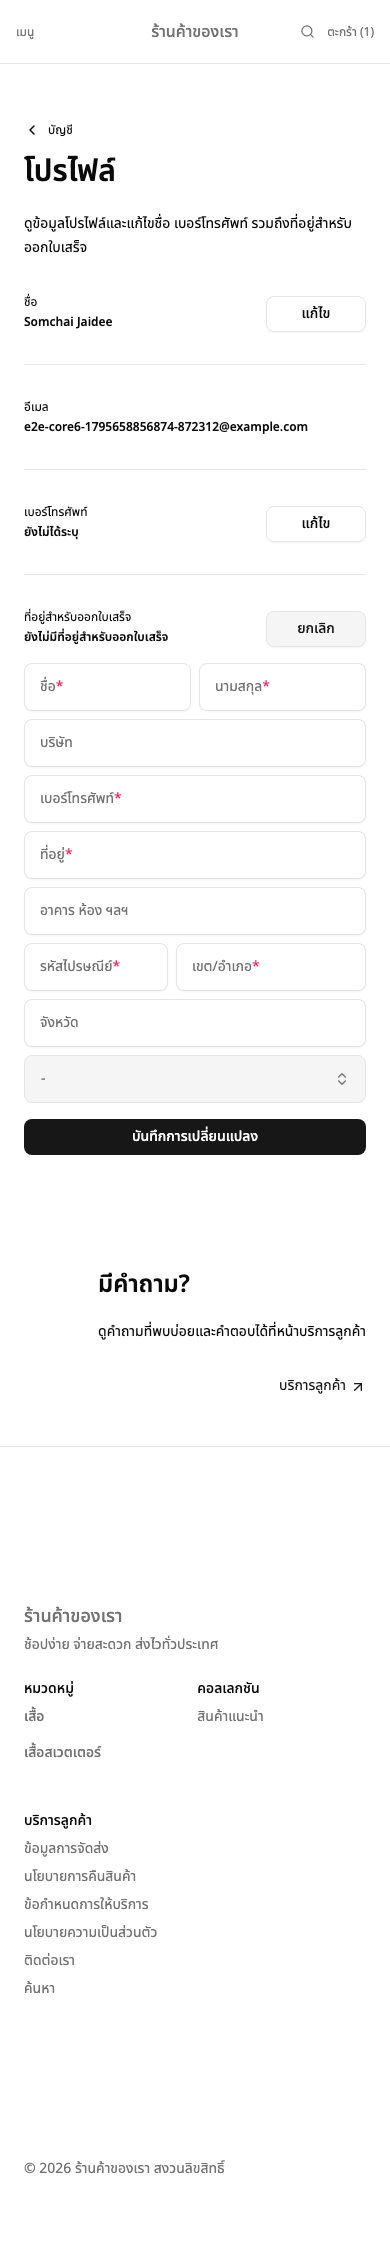 เมนู
ร้านค้าของเรา
ตะกร้า (1)
บัญชี
โปรไฟล์
ดูข้อมูลโปรไฟล์และแก้ไขชื่อ เบอร์โทรศัพท์ รวมถึงที่อยู่สำหรับ
ออกใบเสร็จ
ชื่อ
Somchai Jaidee
แก้ไข
อีเมล
e2e-core6-1795658856874-872312@example.com
เบอร์โทรศัพท์
ยังไม่ได้ระบุ
แก้ไข
ที่อยู่สำหรับออกใบเสร็จ
ยังไม่มีที่อยู่สำหรับออกใบเสร็จ
ยกเลิก
ชื่อ*
นามสกุล*
บริษัท
เบอร์โทรศัพท์*
ที่อยู่*
อาคาร ห้อง ฯลฯ
รหัสไปรษณีย์*
เขต/อำเภอ*
จังหวัด
-
บันทึกการเปลี่ยนแปลง
มีคำถาม?
ดูคำถามที่พบบ่อยและคำตอบได้ที่หน้าบริการลูกค้า
บริการลูกค้า
ร้านค้าของเรา
ช้อปง่าย จ่ายสะดวก ส่งไวทั่วประเทศ
หมวดหมู่
คอลเลกชัน
เสื้อ
สินค้าแนะนำ
เสื้อสเวตเตอร์
บริการลูกค้า
ข้อมูลการจัดส่ง
นโยบายการคืนสินค้า
ข้อกำหนดการให้บริการ
นโยบายความเป็นส่วนตัว
ติดต่อเรา
ค้นหา
© 2026 ร้านค้าของเรา สงวนลิขสิทธิ์